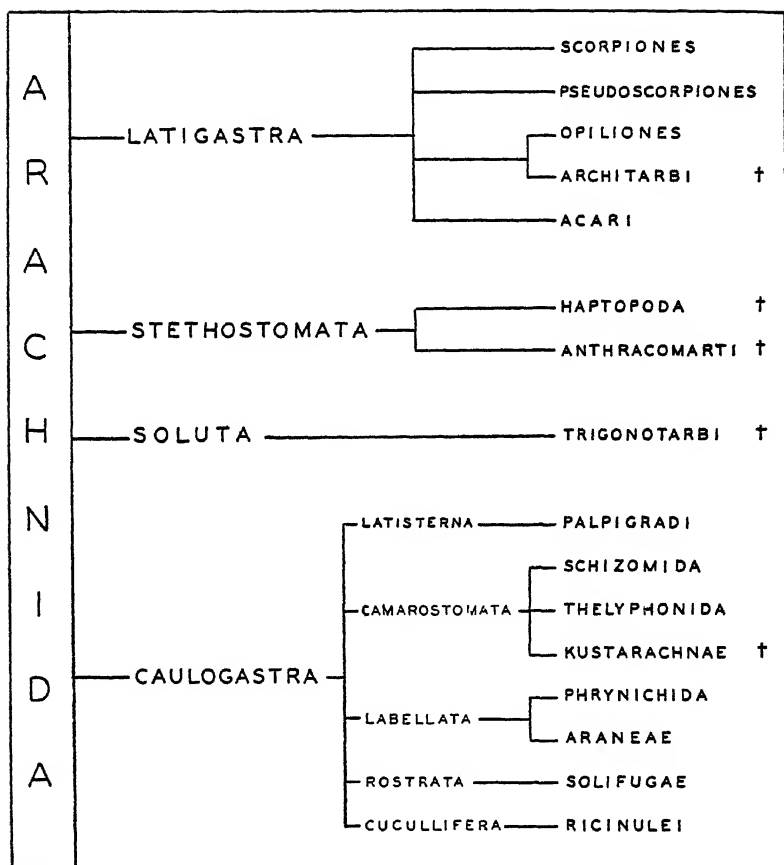 ARACHNIDA
SCORPIONES
PSEUDOSCORPIONES
LATIGASTRA
OPILIONES
ARCHITARBI †
ACARI
HAPTOPODA †
STETHOSTOMATA
ANTHRACOMARTI †
SOLUTA
TRIGONOTARBI †
LATISTERNA
PALPIGRADI
SCHIZOMIDA
CAMAROSTOMATA
THELYPHONIDA
KUSTARACHNAE †
CAULOGASTRA
PHRYNICHIDA
LABELLATA
ARANEAE
ROSTRATA
SOLIFUGAE
CUCULLIFERA
RICINULEI